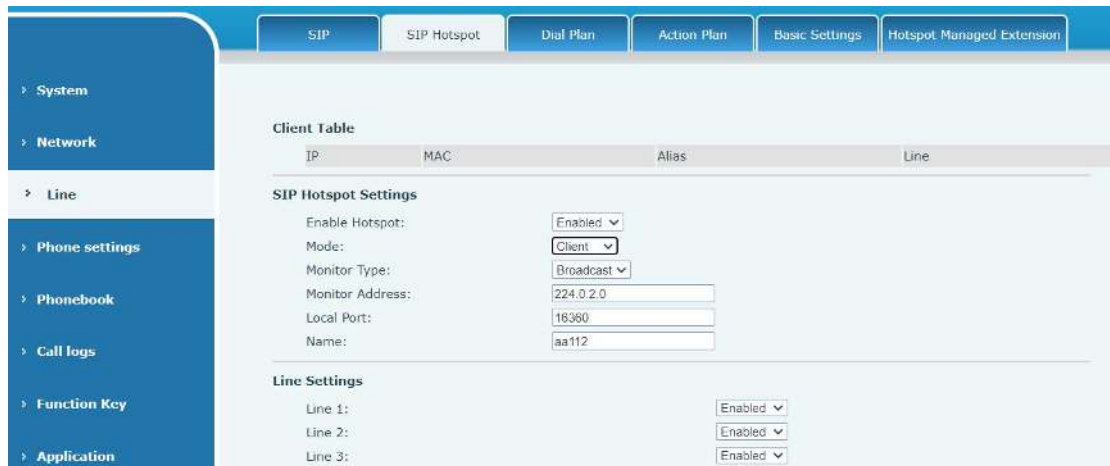 SIP SIP Hotspot Dial Plan Action Plan Basic Settings Hotspot Managed Extension
› System
› Network
› Line
› Phone settings
› Phonebook
› Call logs
› Function Key
› Application
Client Table
IP MAC Alias Line
SIP Hotspot Settings
Enable Hotspot: Enabled
Mode: Client
Monitor Type: Broadcast
Monitor Address: 224.0.2.0
Local Port: 16360
Name: aa112
Line Settings
Line 1: Enabled
Line 2: Enabled
Line 3: Enabled